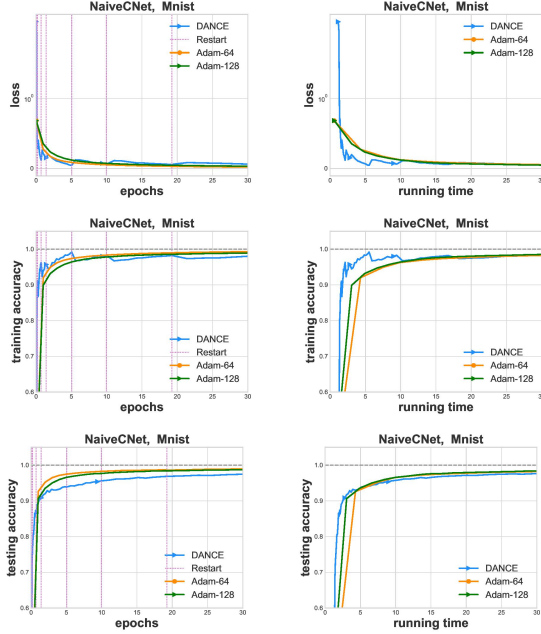 NaiveCNet, Mnist
loss
10⁰
0
DANCE
Restart
Adam-64
Adam-128
0 5 10 15 20 25 30
epochs
NaiveCNet, Mnist
loss
10⁰
0
DANCE
Adam-64
Adam-128
0 5 10 15 20 25 30
running time
NaiveCNet, Mnist
training accuracy
1.0
0.9
0.8
0.7
0.6
DANCE
Restart
Adam-64
Adam-128
0 5 10 15 20 25 30
epochs
NaiveCNet, Mnist
training accuracy
1.0
0.9
0.8
0.7
0.6
DANCE
Adam-64
Adam-128
0 5 10 15 20 25 30
running time
NaiveCNet, Mnist
testing accuracy
1.0
0.9
0.8
0.7
0.6
DANCE
Restart
Adam-64
Adam-128
0 5 10 15 20 25 30
epochs
NaiveCNet, Mnist
testing accuracy
1.0
0.9
0.8
0.7
0.6
DANCE
Adam-64
Adam-128
0 5 10 15 20 25 30
running time